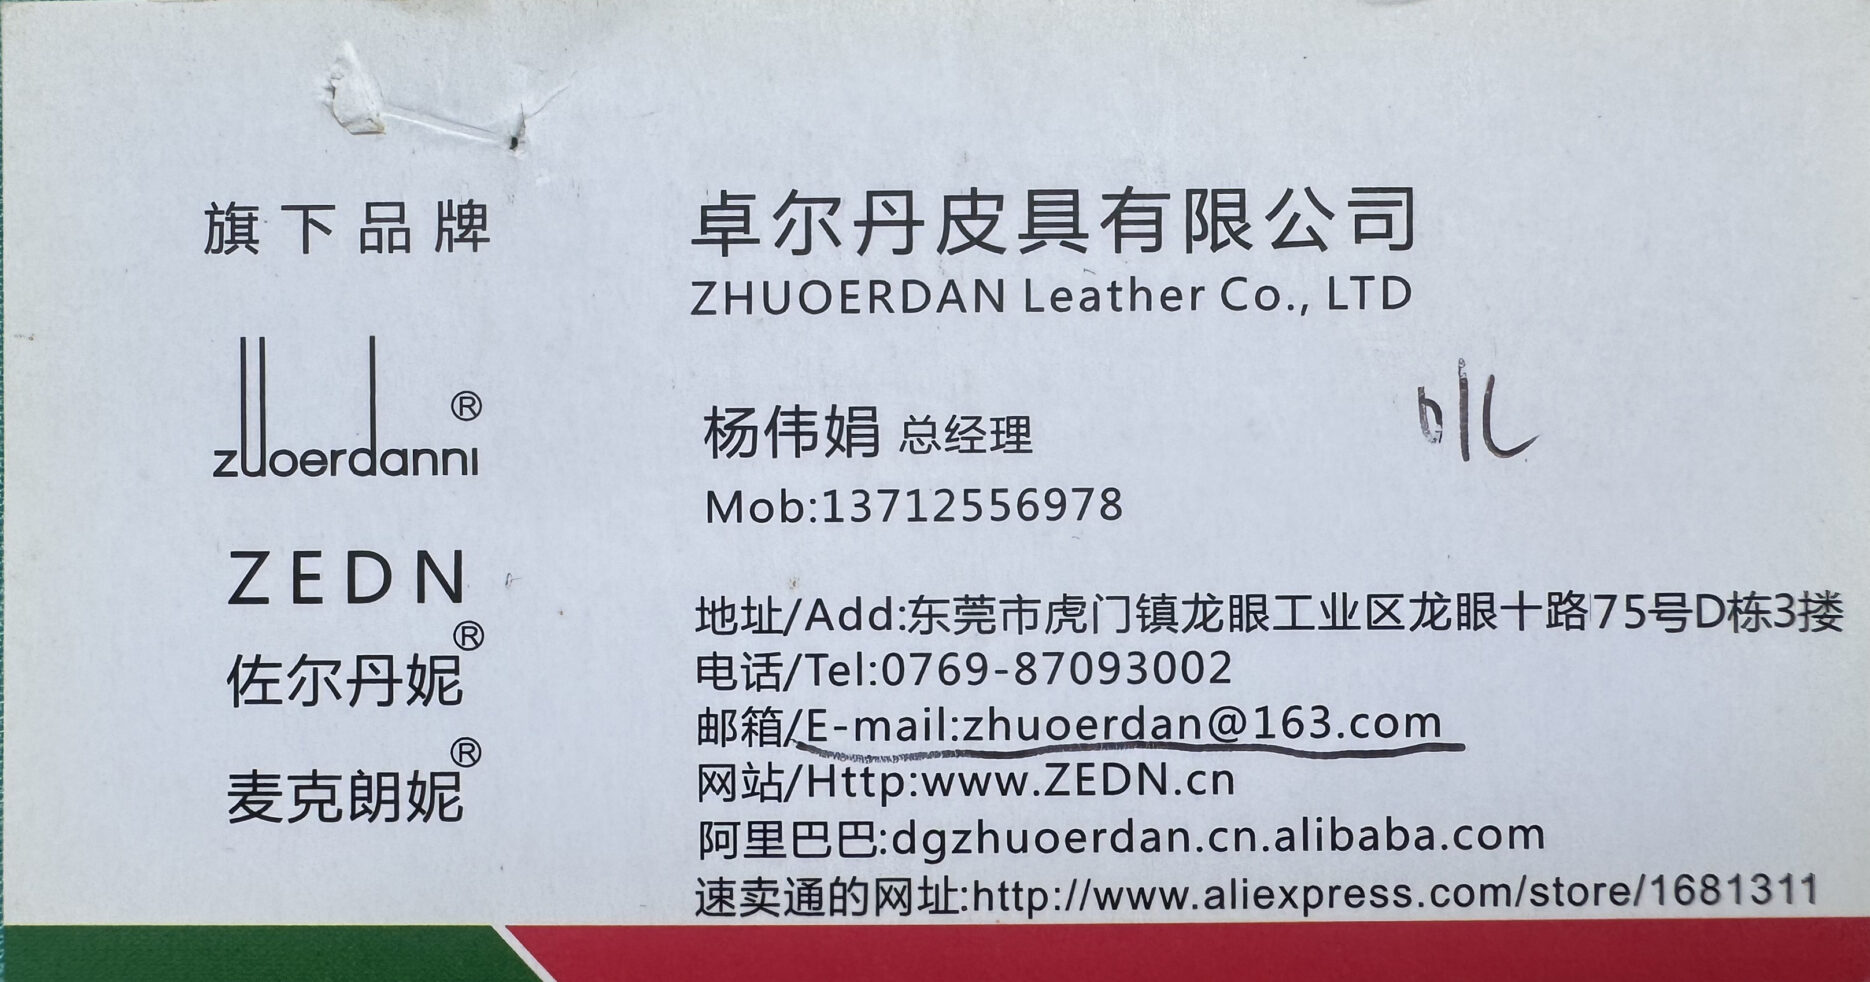 旗下品牌
zuoerdanni®
ZEDN
佐尔丹妮®
麦克朗妮®
卓尔丹皮具有限公司
ZHUOERDAN Leather Co., LTD
杨伟娟 总经理
Mob:13712556978
地址/Add:东莞市虎门镇龙眼工业区龙眼十路75号D栋3搂
电话/Tel:0769-87093002
邮箱/E-mail:zhuoerdan@163.com
网站/Http:www.ZEDN.cn
阿里巴巴:dgzhuoerdan.cn.alibaba.com
速卖通的网址:http://www.aliexpress.com/store/1681311